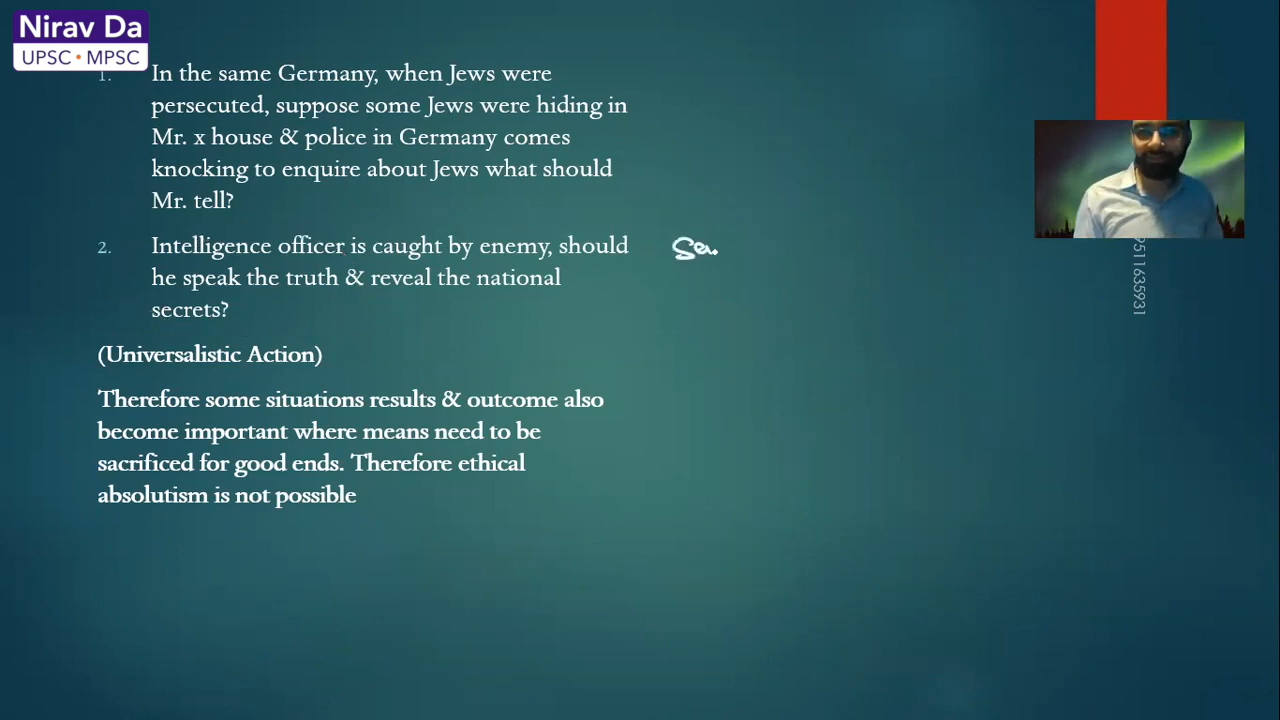 Nirav Da
UPSC • MPSC
1. In the same Germany, when Jews were
persecuted, suppose some Jews were hiding in
Mr. x house & police in Germany comes
knocking to enquire about Jews what should
Mr. tell?
2. Intelligence officer is caught by enemy, should
he speak the truth & reveal the national
secrets?
(Universalistic Action)
Therefore some situations results & outcome also
become important where means need to be
sacrificed for good ends. Therefore ethical
absolutism is not possible